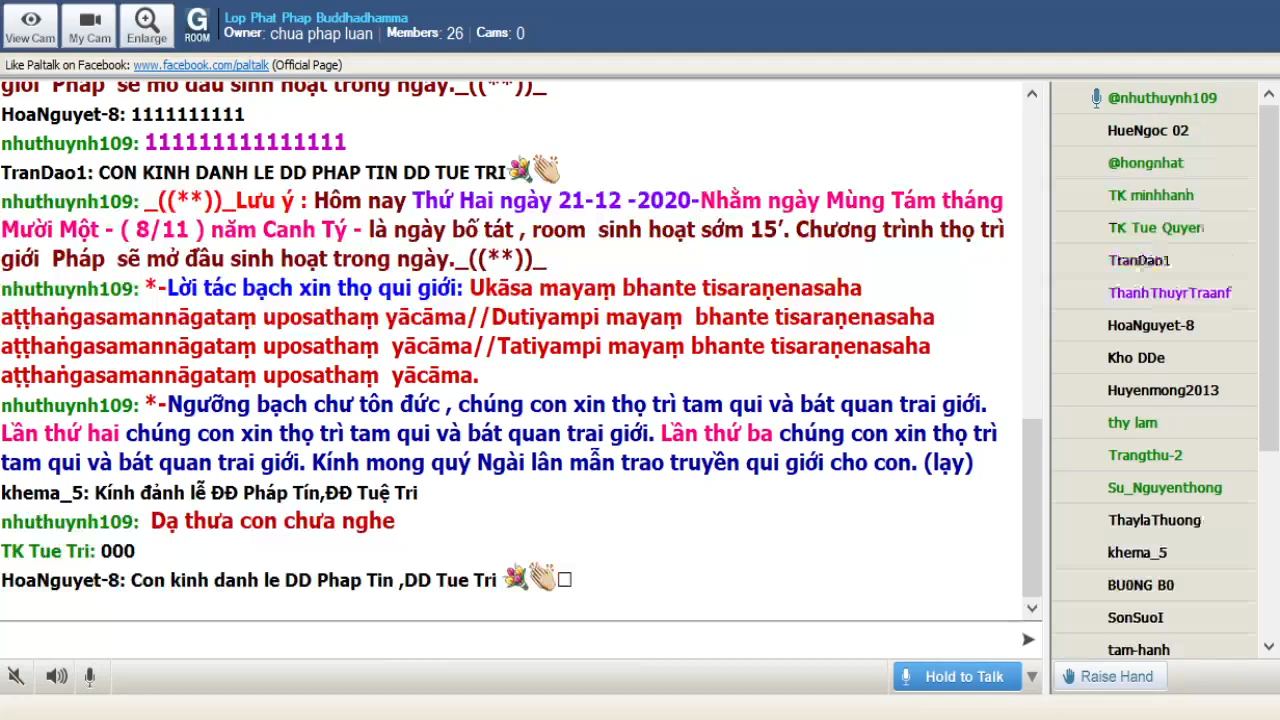 Lop Phat Phap Buddhadhamma
Owner: chua pháp luan | Members: 26 | Cams: 0
View Cam
My Cam
Enlarge
G ROOM
Like Paltalk on Facebook: www.facebook.com/paltalk (Official Page)
giới Pháp sẽ mở đầu sinh hoạt trong ngày._((**))_
HoaNguyet-8: 1111111111
nhuthuynh109: 111111111111111
TranDao1: CON KINH DANH LE DD PHAP TIN DD TUE TRI
nhuthuynh109: _((**))_Lưu ý : Hôm nay Thứ Hai ngày 21-12 -2020-Nhằm ngày Mùng Tám tháng
Mười Một - ( 8/11 ) năm Canh Tý - là ngày bố tát , room sinh hoạt sớm 15’. Chương trình thọ trì
giới Pháp sẽ mở đầu sinh hoạt trong ngày._((**))_
nhuthuynh109: *-Lời tác bạch xin thọ qui giới: Ukāsa mayaṃ bhante tisaraṇenasaha
aṭṭhaṅgasamannāgataṃ uposathaṃ yācāma//Dutiyampi mayaṃ bhante tisaraṇenasaha
aṭṭhaṅgasamannāgataṃ uposathaṃ yācāma//Tatiyampi mayaṃ bhante tisaraṇenasaha
aṭṭhaṅgasamannāgataṃ uposathaṃ yācāma.
nhuthuynh109: *-Ngưỡng bạch chư tôn đức , chúng con xin thọ trì tam qui và bát quan trai giới.
Lần thứ hai chúng con xin thọ trì tam qui và bát quan trai giới. Lần thứ ba chúng con xin thọ trì
tam qui và bát quan trai giới. Kính mong quý Ngài lân mẫn trao truyền qui giới cho con. (lạy)
khema_5: Kính đảnh lễ ĐĐ Pháp Tín,ĐĐ Tuệ Tri
nhuthuynh109: Dạ thưa con chưa nghe
TK Tue Tri: 000
HoaNguyet-8: Con kinh danh le DD Phap Tin ,DD Tue Tri
Hold to Talk
@nhuthuynh109
HueNgoc 02
@hongnhat
TK minhhanh
TK Tue Quyen
TranDao1
ThanhThuyrTraanf
HoaNguyet-8
Kho DDe
Huyenmong2013
thy lam
Trangthu-2
Su_Nguyenthong
ThaylaThuong
khema_5
BU0NG B0
SonSuoI
tam-hanh
Raise Hand